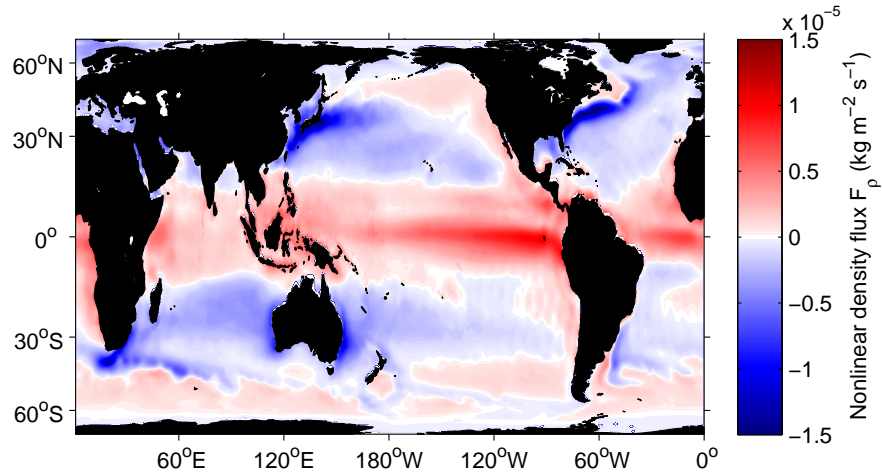 x 10⁻⁵
60°N
30°N
0°
30°S
60°S
60°E
120°E
180°W
120°W
60°W
0°
1.5
1
0.5
0
−0.5
−1
−1.5
Nonlinear density flux F_ρ (kg m⁻² s⁻¹)